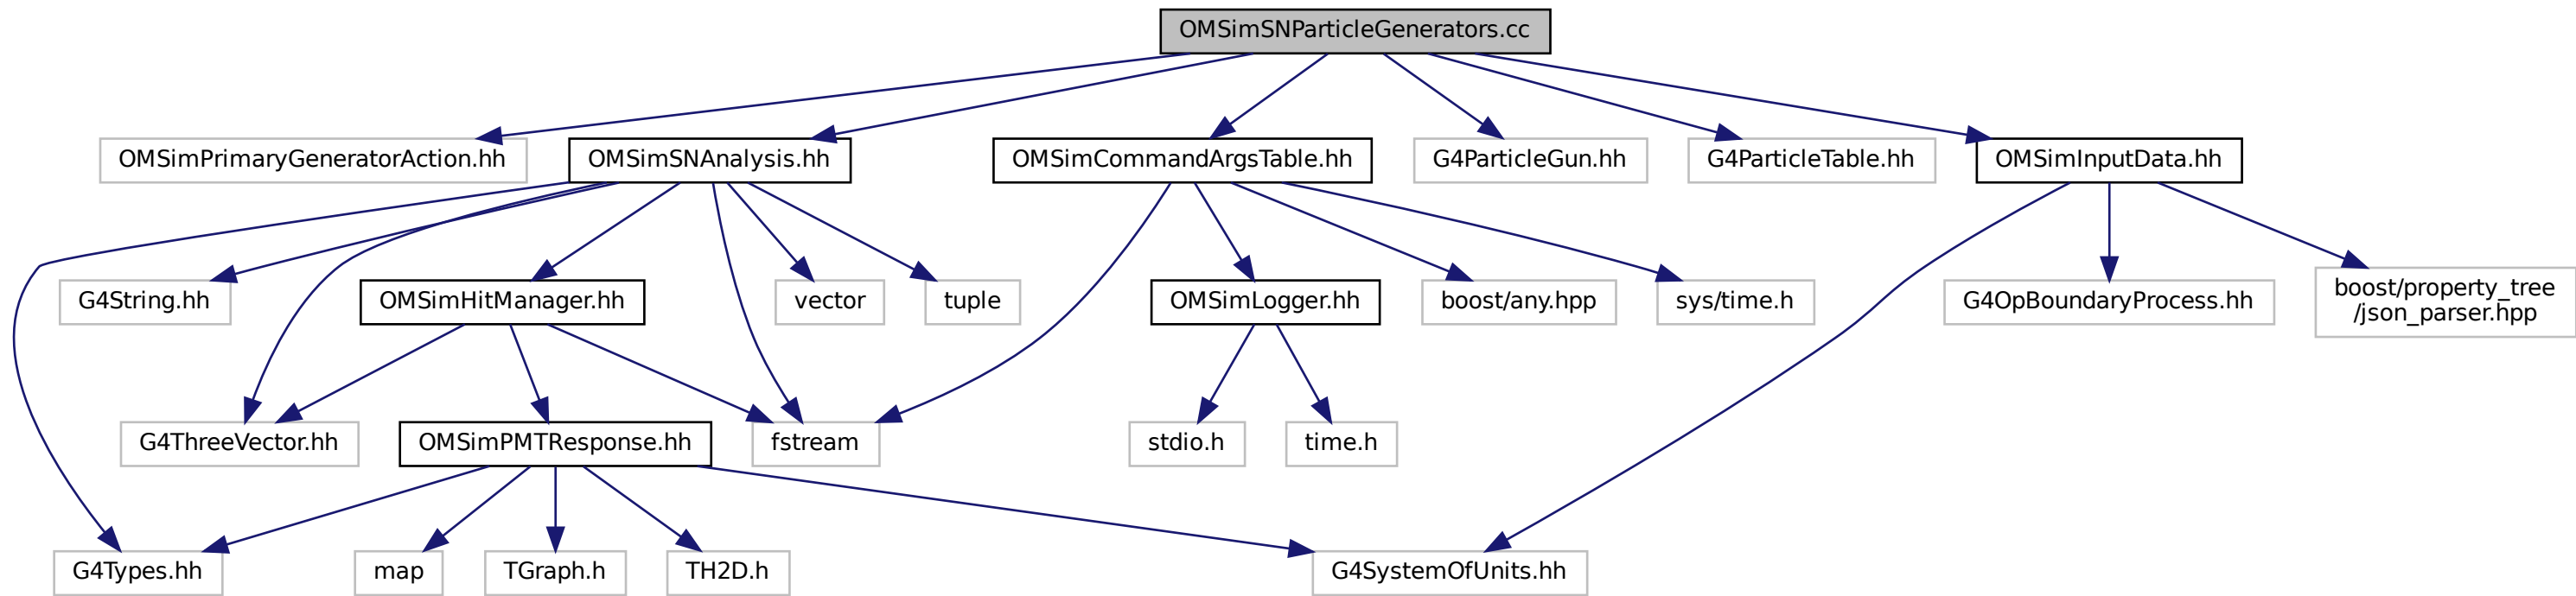 OMSimSNParticleGenerators.cc
OMSimPrimaryGeneratorAction.hh
OMSimSNAnalysis.hh
OMSimCommandArgsTable.hh
G4ParticleGun.hh
G4ParticleTable.hh
OMSimInputData.hh
G4String.hh
OMSimHitManager.hh
vector
tuple
OMSimLogger.hh
boost/any.hpp
sys/time.h
G4OpBoundaryProcess.hh
boost/property_tree
/json_parser.hpp
G4ThreeVector.hh
OMSimPMTResponse.hh
fstream
stdio.h
time.h
G4Types.hh
map
TGraph.h
TH2D.h
G4SystemOfUnits.hh